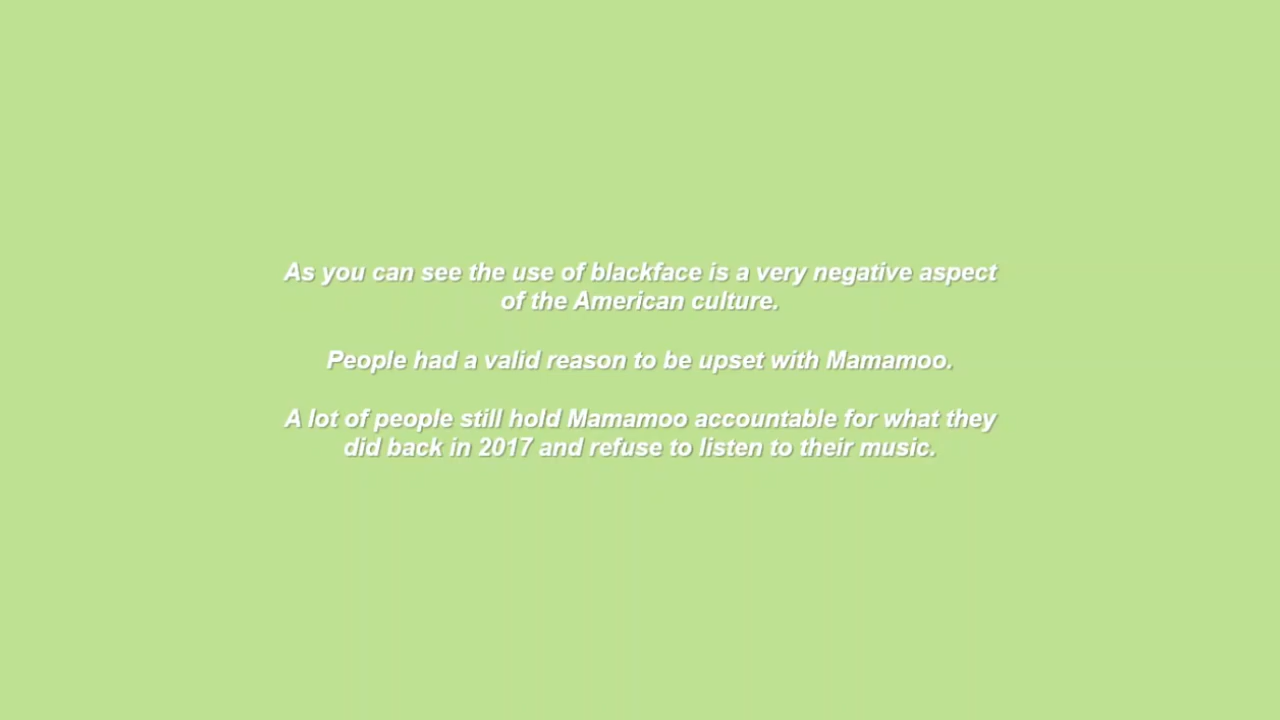 As you can see the use of blackface is a very negative aspect
of the American culture.
People had a valid reason to be upset with Mamamoo.
A lot of people still hold Mamamoo accountable for what they
did back in 2017 and refuse to listen to their music.